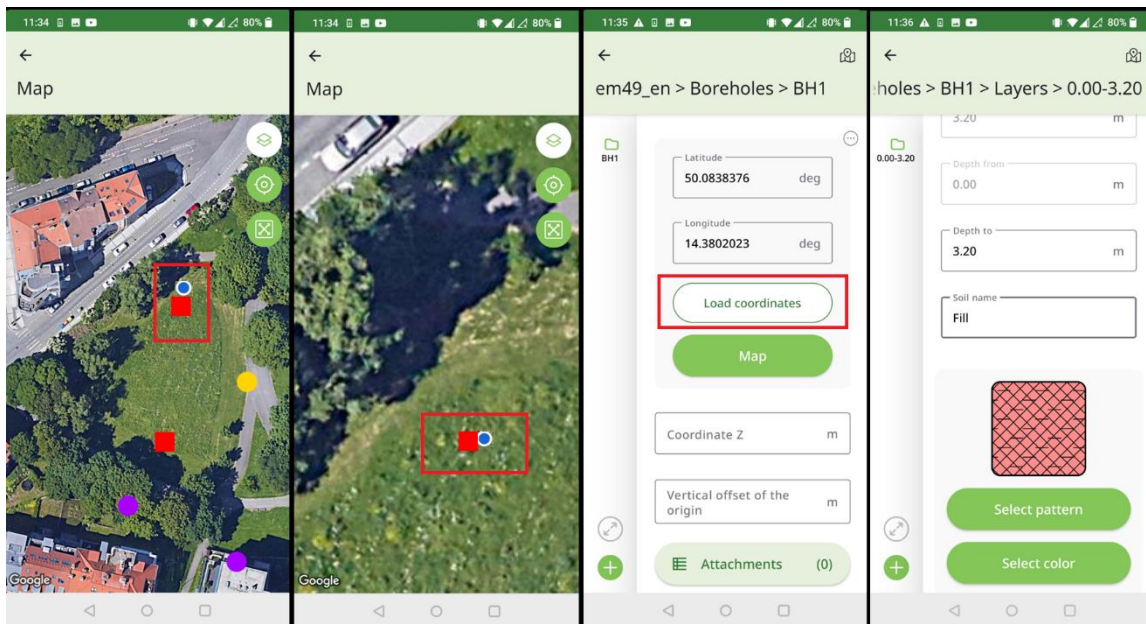 11:34
80%
Map
Google
11:34
80%
Map
Google
11:35
80%
em49_en > Boreholes > BH1
BH1
Latitude
50.0838376 deg
Longitude
14.3802023 deg
Load coordinates
Map
Coordinate Z m
Vertical offset of the
origin m
Attachments (0)
11:36
80%
holes > BH1 > Layers > 0.00-3.20
0.00-3.20
3.20 m
Depth from
0.00 m
Depth to
3.20 m
Soil name
Fill
Select pattern
Select color